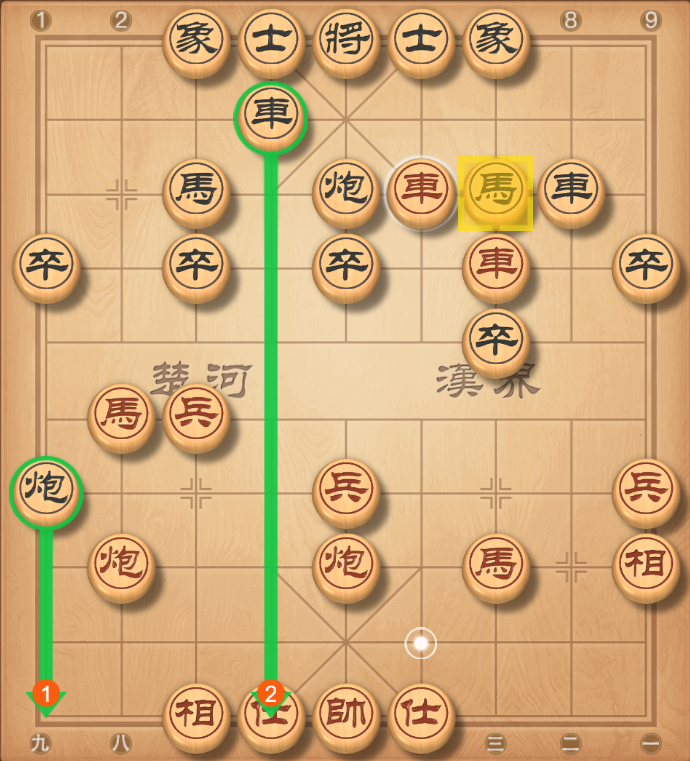 1 2 8 9
象 士 將 士 象
車
馬 炮 車 馬 車
卒 卒 卒 車 卒
卒
楚河 漢界
馬 兵
炮 兵 兵
炮 炮 馬 相
1 2
相 仕 帥 仕
九 八 三 二 一